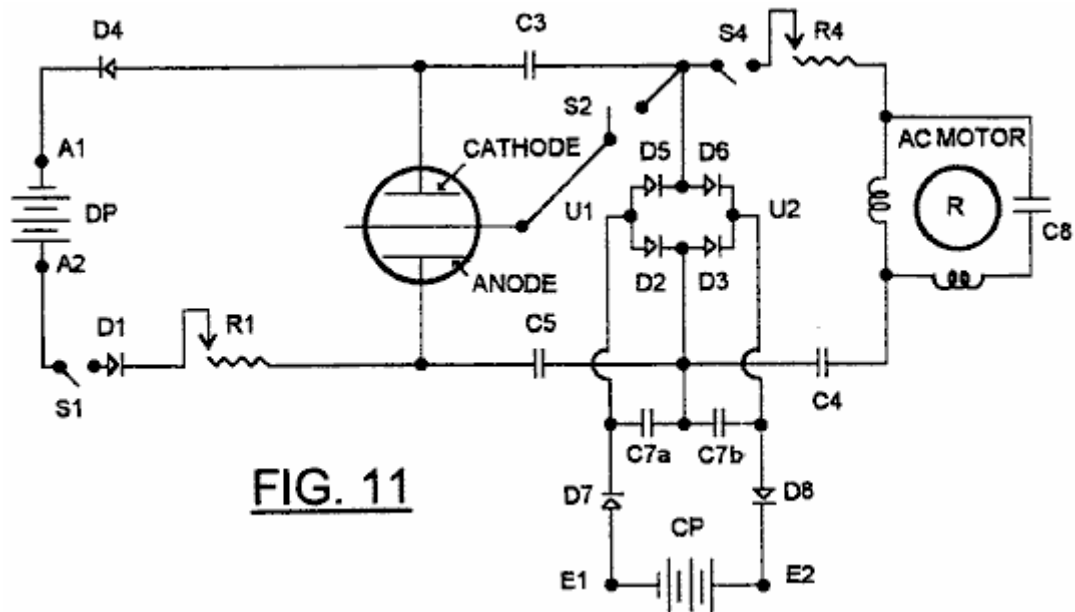 D4
C3
S4
R4
S2
A1
CATHODE
D5
D6
AC MOTOR
DP
U1
U2
R
C8
A2
ANODE
D2
D3
D1
R1
C5
S1
C4
C7a
C7b
FIG. 11
D7
D8
CP
E1
E2